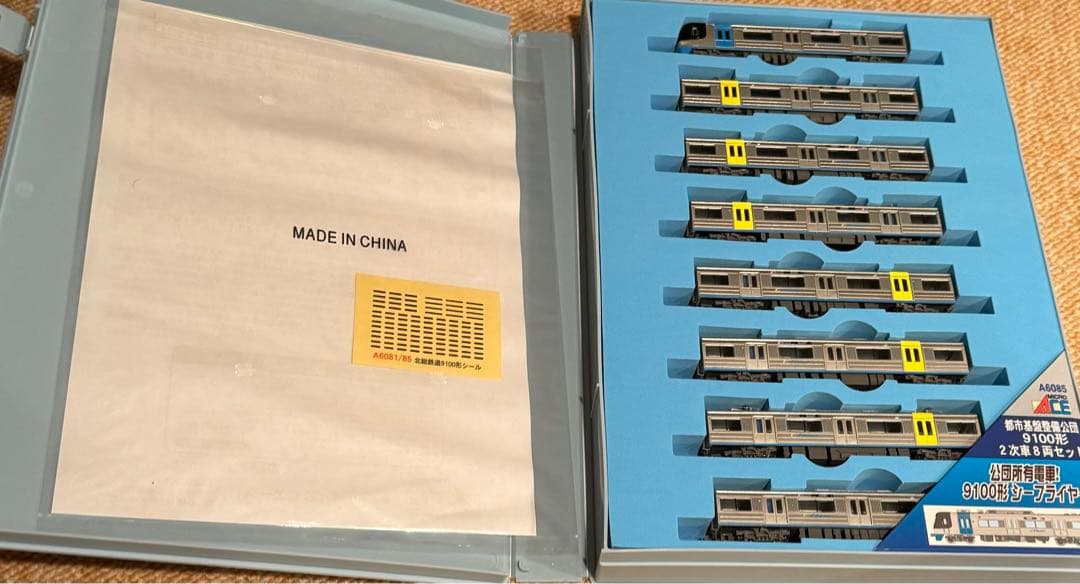 MADE IN CHINA
A6081/85 北総鉄道9100形シール
A6085
MICRO
ACE
都市基盤整備公団
9100形
2次車8両セット
公団所有電車!
9100形 シーフライヤ